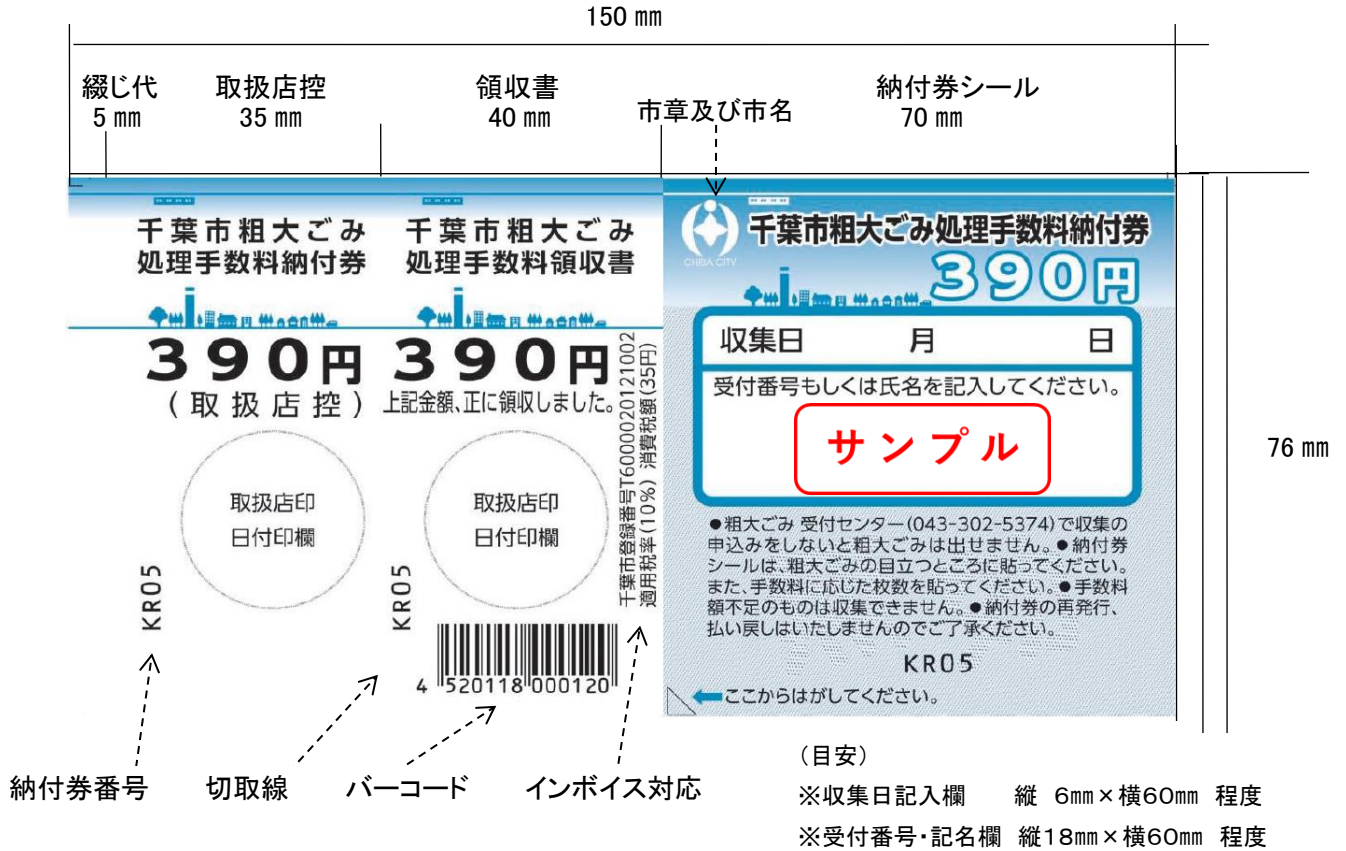 150 ㎜
綴じ代
5 ㎜
取扱店控
35 ㎜
領収書
40 ㎜
市章及び市名
納付券シール
70 ㎜
千葉市粗大ごみ
処理手数料納付券
390円
(取扱店控)
取扱店印
日付印欄
KR05
千葉市粗大ごみ
処理手数料領収書
390円
上記金額、正に領収しました。
取扱店印
日付印欄
KR05
4 520118 000120
千葉市登録番号T6000020121002
適用税率(10%) 消費税額(35円)
CHIBA CITY
千葉市粗大ごみ処理手数料納付券
390円
収集日 月 日
受付番号もしくは氏名を記入してください。
サンプル
●粗大ごみ 受付センター(043-302-5374)で収集の
申込みをしないと粗大ごみは出せません。●納付券
シールは、粗大ごみの目立つところに貼ってください。
また、手数料に応じた枚数を貼ってください。●手数料
額不足のものは収集できません。●納付券の再発行、
払い戻しはいたしませんのでご了承ください。
KR05
ここからはがしてください。
76 ㎜
納付券番号
切取線
バーコード
インボイス対応
(目安)
※収集日記入欄 縦 6㎜×横60㎜ 程度
※受付番号・記名欄 縦18㎜×横60㎜ 程度